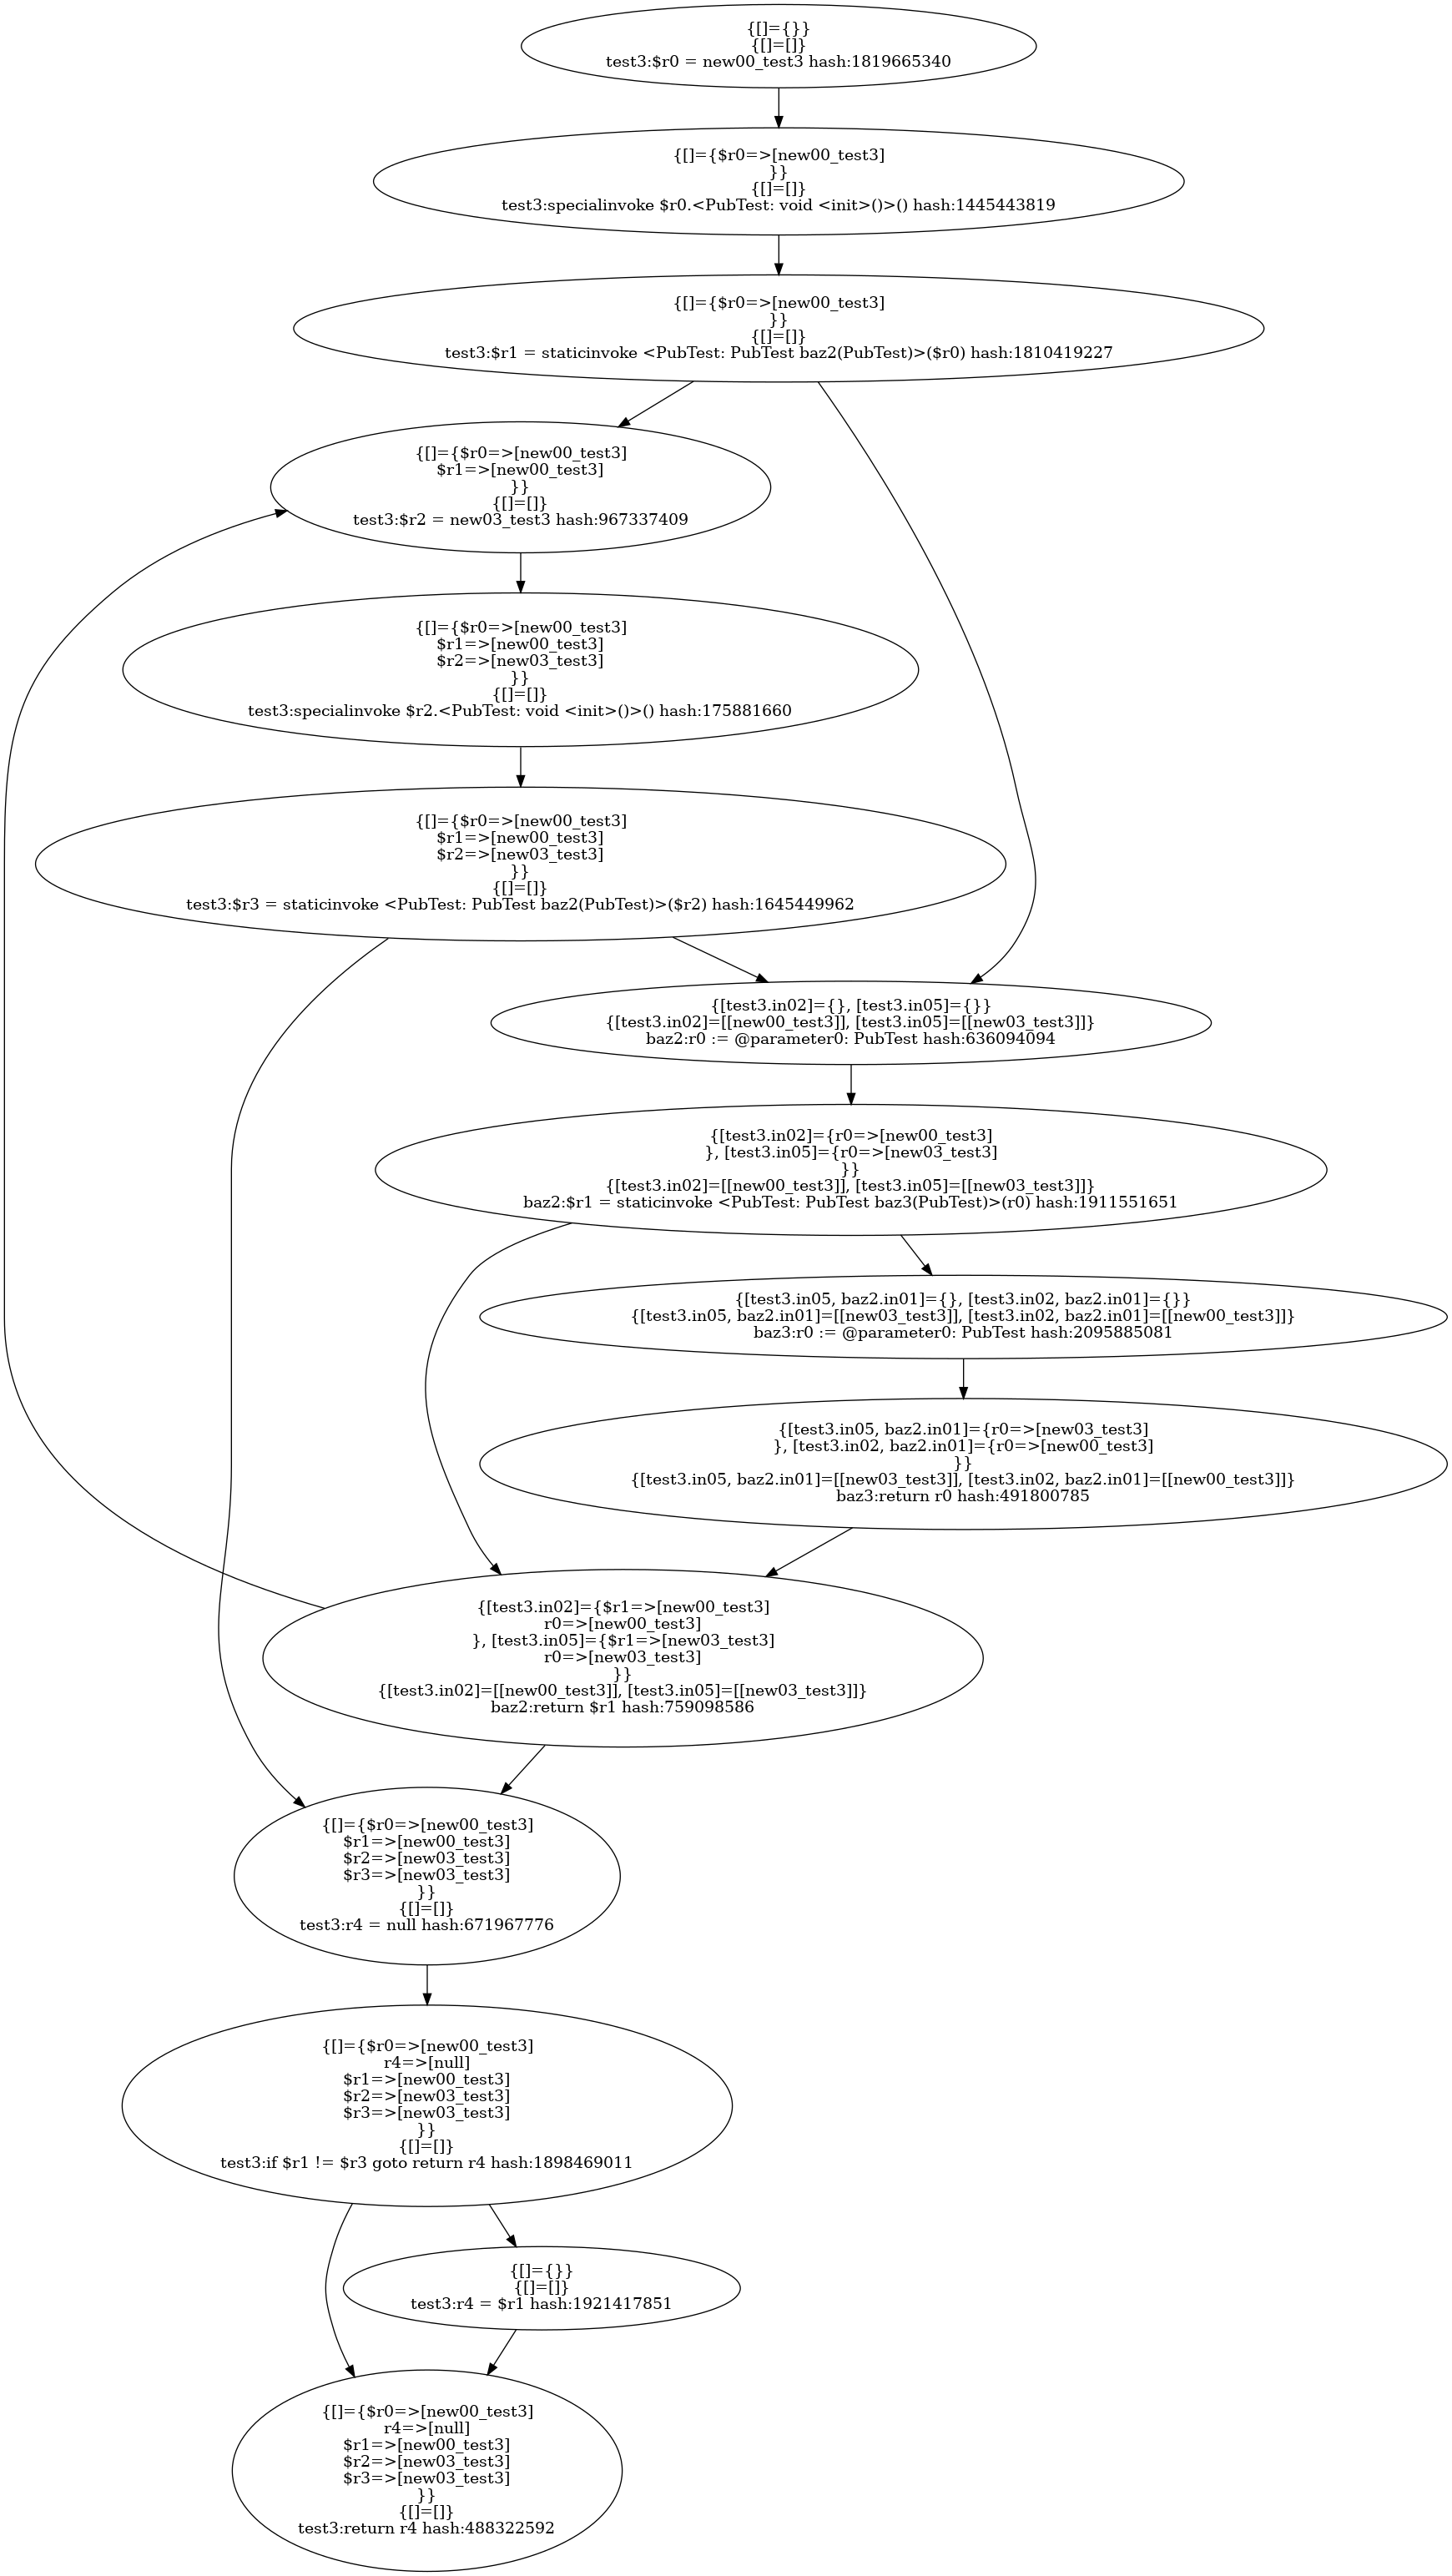 {[]={}}
{[]=[]}
test3:$r0 = new00_test3 hash:1819665340
{[]={$r0=>[new00_test3]
}}
{[]=[]}
test3:specialinvoke $r0.<PubTest: void <init>()>() hash:1445443819
{[]={$r0=>[new00_test3]
}}
{[]=[]}
test3:$r1 = staticinvoke <PubTest: PubTest baz2(PubTest)>($r0) hash:1810419227
{[]={$r0=>[new00_test3]
$r1=>[new00_test3]
}}
{[]=[]}
test3:$r2 = new03_test3 hash:967337409
{[]={$r0=>[new00_test3]
$r1=>[new00_test3]
$r2=>[new03_test3]
}}
{[]=[]}
test3:specialinvoke $r2.<PubTest: void <init>()>() hash:175881660
{[]={$r0=>[new00_test3]
$r1=>[new00_test3]
$r2=>[new03_test3]
}}
{[]=[]}
test3:$r3 = staticinvoke <PubTest: PubTest baz2(PubTest)>($r2) hash:1645449962
{[test3.in02]={}, [test3.in05]={}}
{[test3.in02]=[[new00_test3]], [test3.in05]=[[new03_test3]]}
baz2:r0 := @parameter0: PubTest hash:636094094
{[test3.in02]={r0=>[new00_test3]
}, [test3.in05]={r0=>[new03_test3]
}}
{[test3.in02]=[[new00_test3]], [test3.in05]=[[new03_test3]]}
baz2:$r1 = staticinvoke <PubTest: PubTest baz3(PubTest)>(r0) hash:1911551651
{[test3.in05, baz2.in01]={}, [test3.in02, baz2.in01]={}}
{[test3.in05, baz2.in01]=[[new03_test3]], [test3.in02, baz2.in01]=[[new00_test3]]}
baz3:r0 := @parameter0: PubTest hash:2095885081
{[test3.in05, baz2.in01]={r0=>[new03_test3]
}, [test3.in02, baz2.in01]={r0=>[new00_test3]
}}
{[test3.in05, baz2.in01]=[[new03_test3]], [test3.in02, baz2.in01]=[[new00_test3]]}
baz3:return r0 hash:491800785
{[test3.in02]={$r1=>[new00_test3]
r0=>[new00_test3]
}, [test3.in05]={$r1=>[new03_test3]
r0=>[new03_test3]
}}
{[test3.in02]=[[new00_test3]], [test3.in05]=[[new03_test3]]}
baz2:return $r1 hash:759098586
{[]={$r0=>[new00_test3]
$r1=>[new00_test3]
$r2=>[new03_test3]
$r3=>[new03_test3]
}}
{[]=[]}
test3:r4 = null hash:671967776
{[]={$r0=>[new00_test3]
r4=>[null]
$r1=>[new00_test3]
$r2=>[new03_test3]
$r3=>[new03_test3]
}}
{[]=[]}
test3:if $r1 != $r3 goto return r4 hash:1898469011
{[]={}}
{[]=[]}
test3:r4 = $r1 hash:1921417851
{[]={$r0=>[new00_test3]
r4=>[null]
$r1=>[new00_test3]
$r2=>[new03_test3]
$r3=>[new03_test3]
}}
{[]=[]}
test3:return r4 hash:488322592